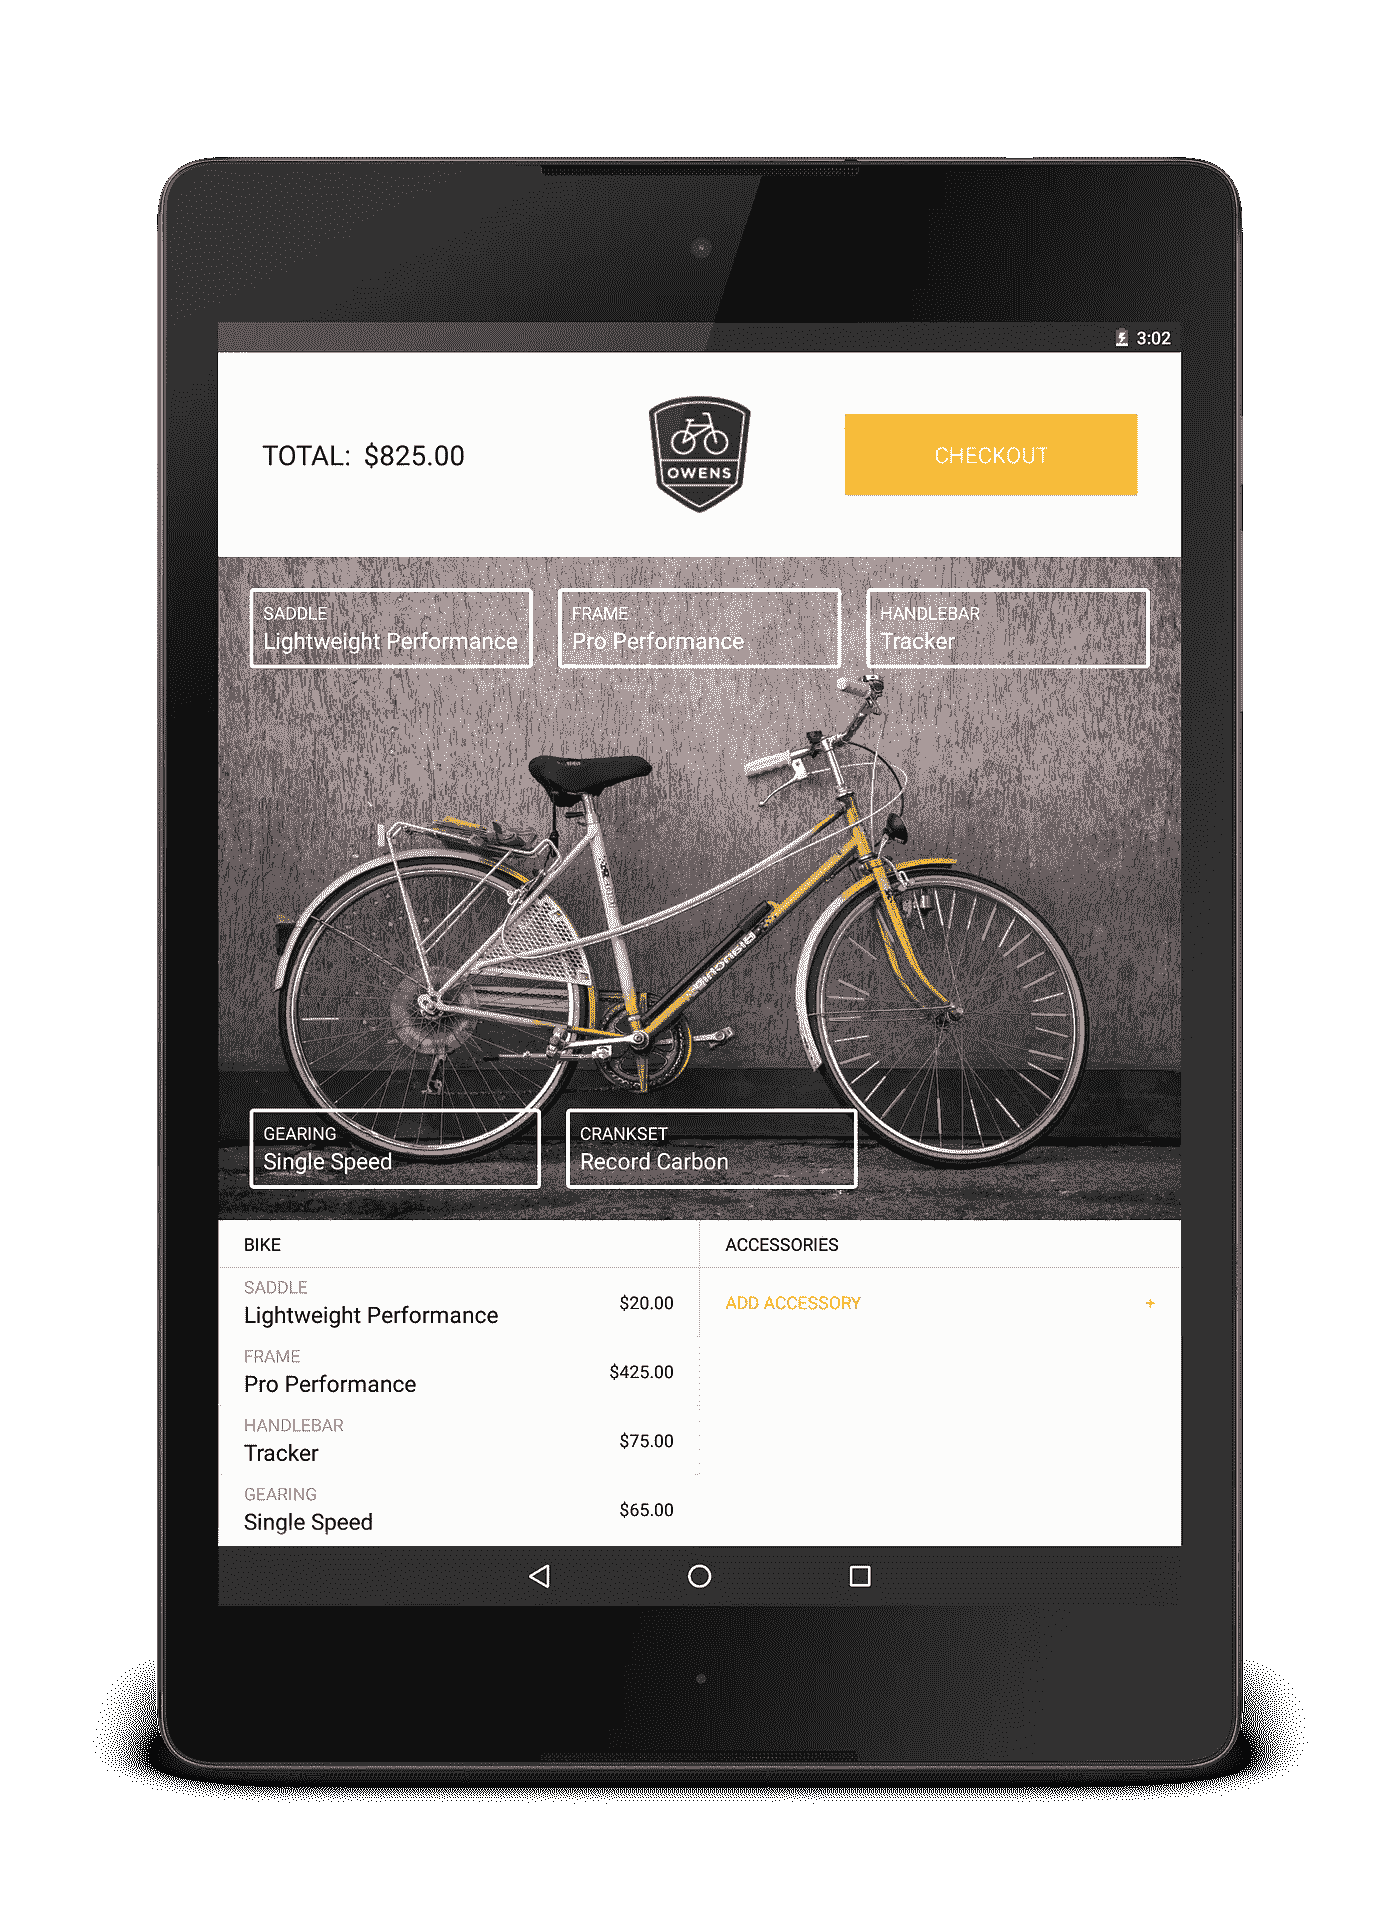 3:02
TOTAL: $825.00
OWENS
CHECKOUT
SADDLE
Lightweight Performance
FRAME
Pro Performance
HANDLEBAR
Tracker
GEARING
Single Speed
CRANKSET
Record Carbon
BIKE
ACCESSORIES
SADDLE
Lightweight Performance
$20.00
ADD ACCESSORY +
FRAME
Pro Performance
$425.00
HANDLEBAR
Tracker
$75.00
GEARING
Single Speed
$65.00